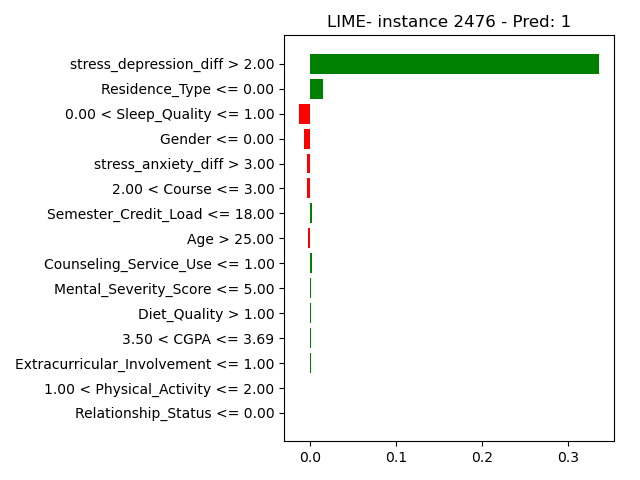 LIME- instance 2476 - Pred: 1
stress_depression_diff > 2.00
Residence_Type <= 0.00
0.00 < Sleep_Quality <= 1.00
Gender <= 0.00
stress_anxiety_diff > 3.00
2.00 < Course <= 3.00
Semester_Credit_Load <= 18.00
Age > 25.00
Counseling_Service_Use <= 1.00
Mental_Severity_Score <= 5.00
Diet_Quality > 1.00
3.50 < CGPA <= 3.69
Extracurricular_Involvement <= 1.00
1.00 < Physical_Activity <= 2.00
Relationship_Status <= 0.00
0.0 0.1 0.2 0.3